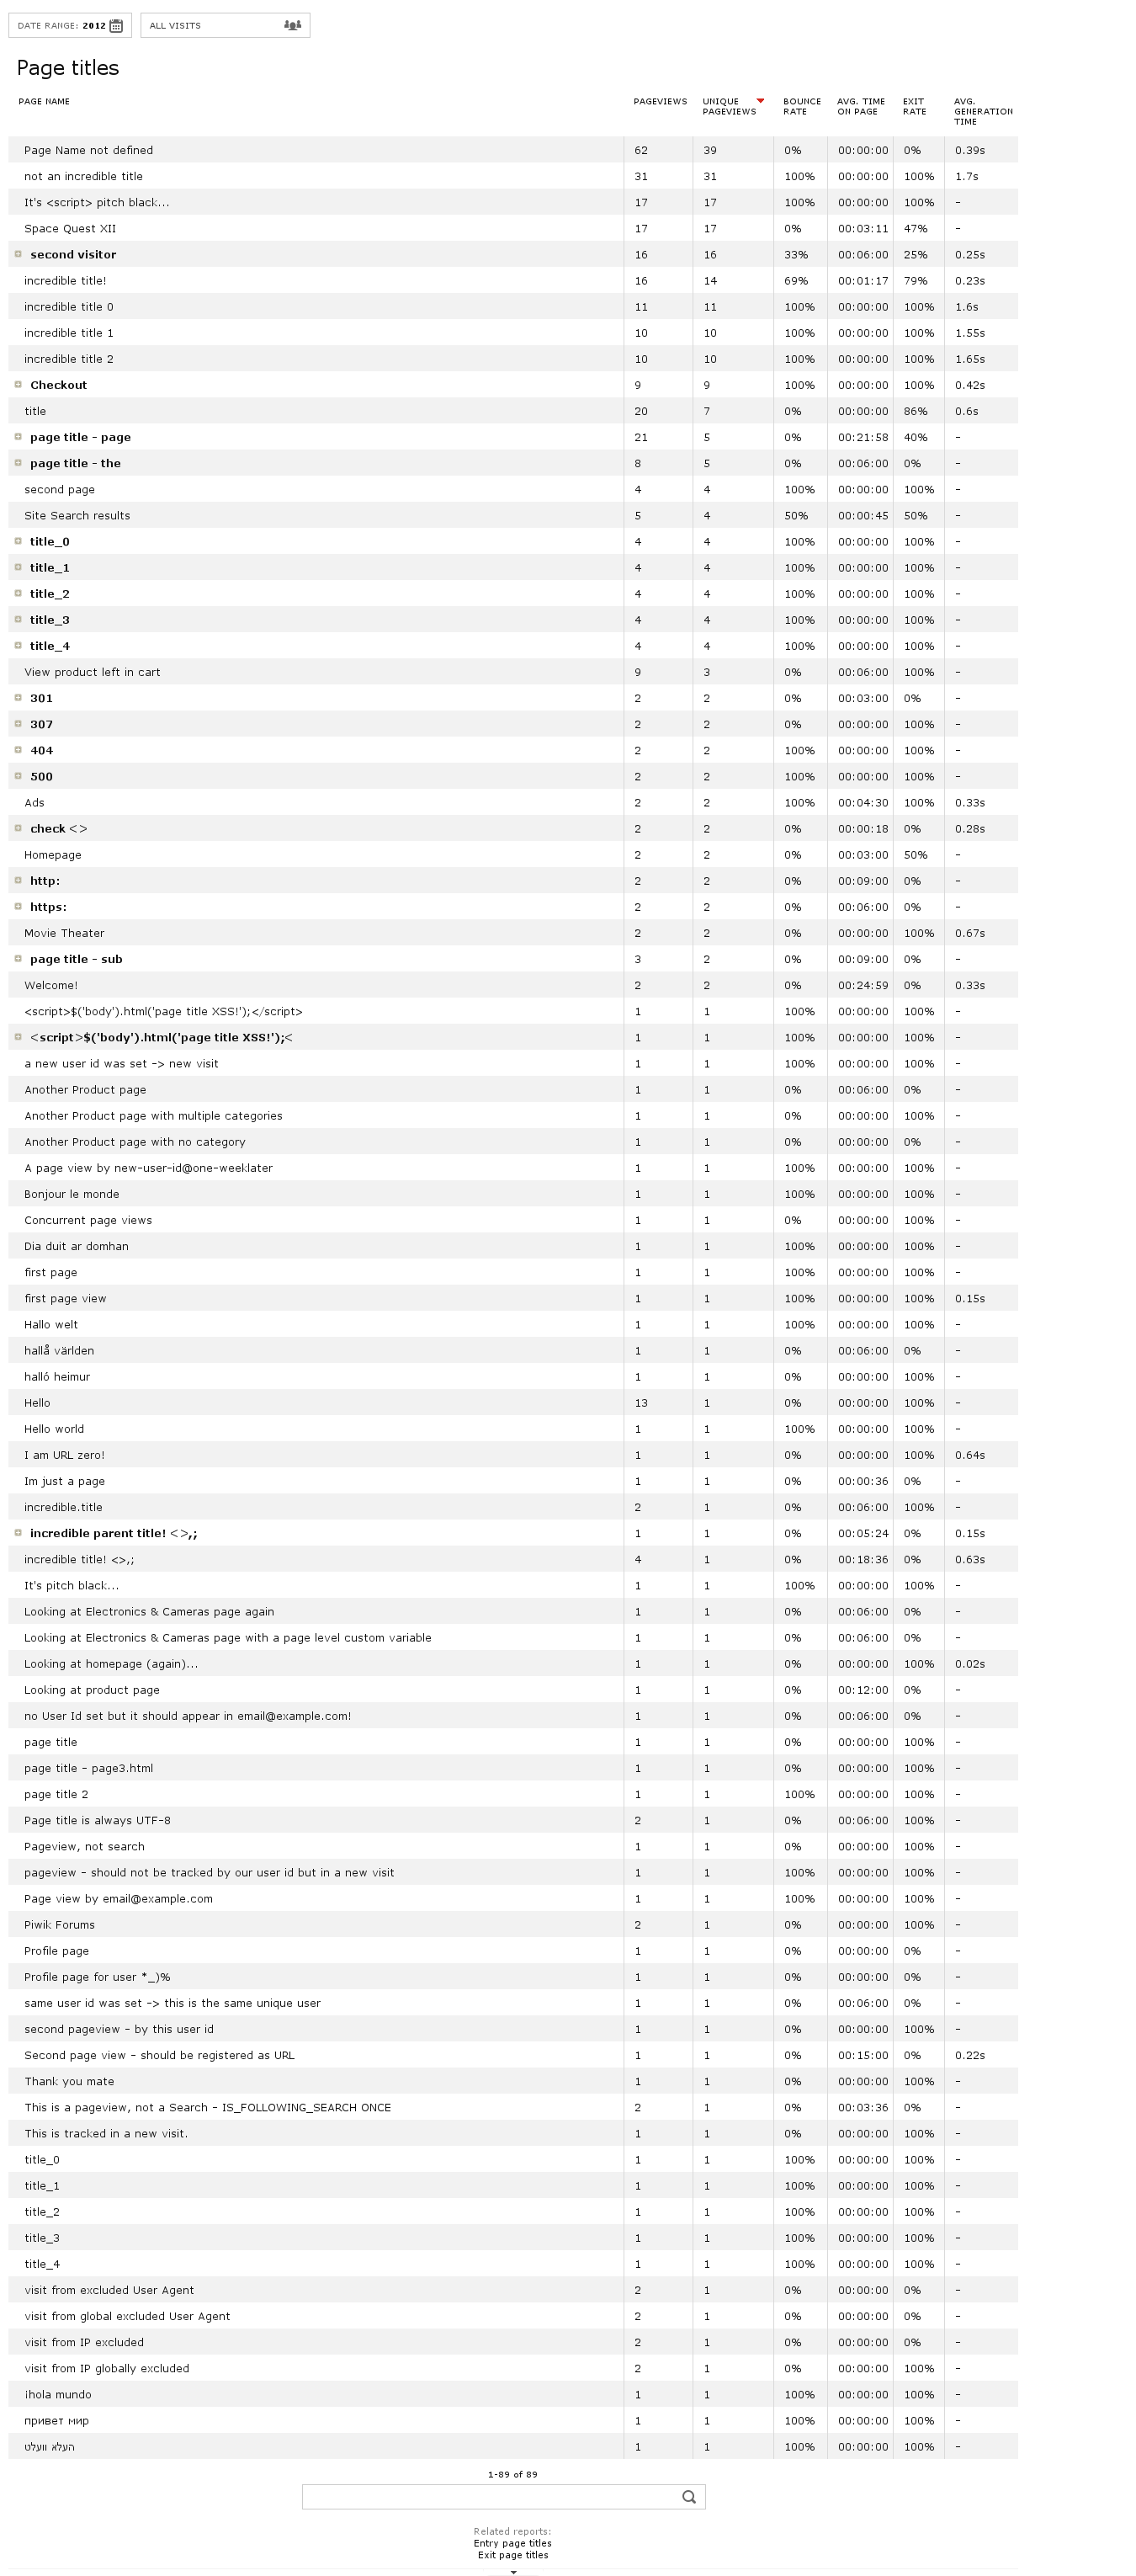 DATE RANGE: 2012 ALL VISITS
Page titles
PAGE NAME PAGEVIEWS UNIQUE PAGEVIEWS BOUNCE RATE AVG. TIME ON PAGE EXIT RATE AVG. GENERATION TIME
Page Name not defined 62 39 0% 00:00:00 0% 0.39s
not an incredible title 31 31 100% 00:00:00 100% 1.7s
It's <script> pitch black... 17 17 100% 00:00:00 100% -
Space Quest XII 17 17 0% 00:03:11 47% -
second visitor 16 16 33% 00:06:00 25% 0.25s
incredible title! 16 14 69% 00:01:17 79% 0.23s
incredible title 0 11 11 100% 00:00:00 100% 1.6s
incredible title 1 10 10 100% 00:00:00 100% 1.55s
incredible title 2 10 10 100% 00:00:00 100% 1.65s
Checkout 9 9 100% 00:00:00 100% 0.42s
title 20 7 0% 00:00:00 86% 0.6s
page title - page 21 5 0% 00:21:58 40% -
page title - the 8 5 0% 00:06:00 0% -
second page 4 4 100% 00:00:00 100% -
Site Search results 5 4 50% 00:00:45 50% -
title_0 4 4 100% 00:00:00 100% -
title_1 4 4 100% 00:00:00 100% -
title_2 4 4 100% 00:00:00 100% -
title_3 4 4 100% 00:00:00 100% -
title_4 4 4 100% 00:00:00 100% -
View product left in cart 9 3 0% 00:06:00 100% -
301 2 2 0% 00:03:00 0% -
307 2 2 0% 00:00:00 100% -
404 2 2 100% 00:00:00 100% -
500 2 2 100% 00:00:00 100% -
Ads 2 2 100% 00:04:30 100% 0.33s
check <> 2 2 0% 00:00:18 0% 0.28s
Homepage 2 2 0% 00:03:00 50% -
http: 2 2 0% 00:09:00 0% -
https: 2 2 0% 00:06:00 0% -
Movie Theater 2 2 0% 00:00:00 100% 0.67s
page title - sub 3 2 0% 00:09:00 0% -
Welcome! 2 2 0% 00:24:59 0% 0.33s
<script>$('body').html('page title XSS!');</script> 1 1 100% 00:00:00 100% -
<script>$('body').html('page title XSS!');< 1 1 100% 00:00:00 100% -
a new user id was set -> new visit 1 1 100% 00:00:00 100% -
Another Product page 1 1 0% 00:06:00 0% -
Another Product page with multiple categories 1 1 0% 00:00:00 100% -
Another Product page with no category 1 1 0% 00:00:00 0% -
A page view by new-user-id@one-weeklater 1 1 100% 00:00:00 100% -
Bonjour le monde 1 1 100% 00:00:00 100% -
Concurrent page views 1 1 0% 00:00:00 100% -
Dia duit ar domhan 1 1 100% 00:00:00 100% -
first page 1 1 100% 00:00:00 100% -
first page view 1 1 100% 00:00:00 100% 0.15s
Hallo welt 1 1 100% 00:00:00 100% -
hallå världen 1 1 0% 00:06:00 0% -
halló heimur 1 1 0% 00:00:00 100% -
Hello 13 1 0% 00:00:00 100% -
Hello world 1 1 100% 00:00:00 100% -
I am URL zero! 1 1 0% 00:00:00 100% 0.64s
Im just a page 1 1 0% 00:00:36 0% -
incredible.title 2 1 0% 00:06:00 100% -
incredible parent title! <>,; 1 1 0% 00:05:24 0% 0.15s
incredible title! <>,; 4 1 0% 00:18:36 0% 0.63s
It's pitch black... 1 1 100% 00:00:00 100% -
Looking at Electronics & Cameras page again 1 1 0% 00:06:00 0% -
Looking at Electronics & Cameras page with a page level custom variable 1 1 0% 00:06:00 0% -
Looking at homepage (again)... 1 1 0% 00:00:00 100% 0.02s
Looking at product page 1 1 0% 00:12:00 0% -
no User Id set but it should appear in email@example.com! 1 1 0% 00:06:00 0% -
page title 1 1 0% 00:00:00 100% -
page title - page3.html 1 1 0% 00:00:00 100% -
page title 2 1 1 100% 00:00:00 100% -
Page title is always UTF-8 2 1 0% 00:06:00 100% -
Pageview, not search 1 1 0% 00:00:00 100% -
pageview - should not be tracked by our user id but in a new visit 1 1 100% 00:00:00 100% -
Page view by email@example.com 1 1 100% 00:00:00 100% -
Piwik Forums 2 1 0% 00:00:00 100% -
Profile page 1 1 0% 00:00:00 0% -
Profile page for user *_)% 1 1 0% 00:00:00 0% -
same user id was set -> this is the same unique user 1 1 0% 00:06:00 0% -
second pageview - by this user id 1 1 0% 00:00:00 100% -
Second page view - should be registered as URL 1 1 0% 00:15:00 0% 0.22s
Thank you mate 1 1 0% 00:00:00 100% -
This is a pageview, not a Search - IS_FOLLOWING_SEARCH ONCE 2 1 0% 00:03:36 0% -
This is tracked in a new visit. 1 1 0% 00:00:00 100% -
title_0 1 1 100% 00:00:00 100% -
title_1 1 1 100% 00:00:00 100% -
title_2 1 1 100% 00:00:00 100% -
title_3 1 1 100% 00:00:00 100% -
title_4 1 1 100% 00:00:00 100% -
visit from excluded User Agent 2 1 0% 00:00:00 0% -
visit from global excluded User Agent 2 1 0% 00:00:00 0% -
visit from IP excluded 2 1 0% 00:00:00 0% -
visit from IP globally excluded 2 1 0% 00:00:00 100% -
¡hola mundo 1 1 100% 00:00:00 100% -
привет мир 1 1 100% 00:00:00 100% -
העלא וועלט 1 1 100% 00:00:00 100% -
1-89 of 89
Related reports:
Entry page titles
Exit page titles